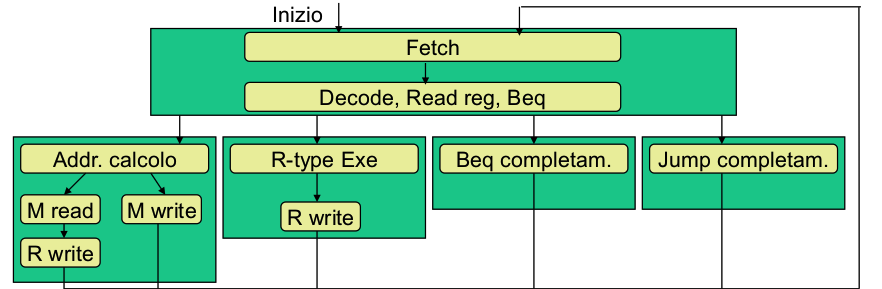 Inizio
Fetch
Decode, Read reg, Beq
Addr. calcolo
R-type Exe
Beq completam.
Jump completam.
M read
M write
R write
R write